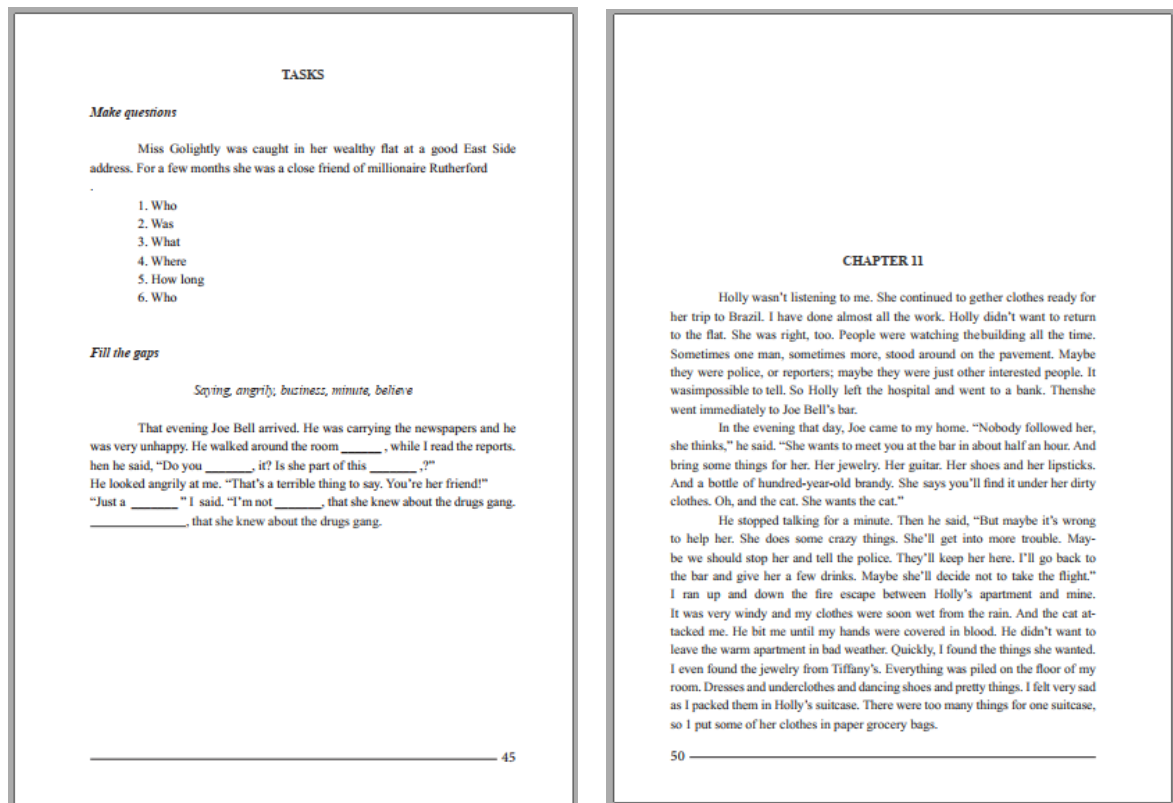 TASKS
Make questions
Miss Golightly was caught in her wealthy flat at a good East Side
address. For a few months she was a close friend of millionaire Rutherford
.
1. Who
2. Was
3. What
4. Where
5. How long
6. Who
Fill the gaps
Saying, angrily, business, minute, believe
That evening Joe Bell arrived. He was carrying the newspapers and he
was very unhappy. He walked around the room ______ , while I read the reports.
hen he said, “Do you _______, it? Is she part of this _______ ,?”
He looked angrily at me. “That’s a terrible thing to say. You’re her friend!”
“Just a _______ ” I said. “I’m not _______, that she knew about the drugs gang.
______________, that she knew about the drugs gang.
45
CHAPTER 11
Holly wasn’t listening to me. She continued to gether clothes ready for
her trip to Brazil. I have done almost all the work. Holly didn’t want to return
to the flat. She was right, too. People were watching thebuilding all the time.
Sometimes one man, sometimes more, stood around on the pavement. Maybe
they were police, or reporters; maybe they were just other interested people. It
wasimpossible to tell. So Holly left the hospital and went to a bank. Thenshe
went immediately to Joe Bell’s bar.
In the evening that day, Joe came to my home. “Nobody followed her,
she thinks,” he said. “She wants to meet you at the bar in about half an hour. And
bring some things for her. Her jewelry. Her guitar. Her shoes and her lipsticks.
And a bottle of hundred-year-old brandy. She says you’ll find it under her dirty
clothes. Oh, and the cat. She wants the cat.”
He stopped talking for a minute. Then he said, “But maybe it’s wrong
to help her. She does some crazy things. She’ll get into more trouble. May-
be we should stop her and tell the police. They’ll keep her here. I’ll go back to
the bar and give her a few drinks. Maybe she’ll decide not to take the flight.”
I ran up and down the fire escape between Holly’s apartment and mine.
It was very windy and my clothes were soon wet from the rain. And the cat at-
tacked me. He bit me until my hands were covered in blood. He didn’t want to
leave the warm apartment in bad weather. Quickly, I found the things she wanted.
I even found the jewelry from Tiffany’s. Everything was piled on the floor of my
room. Dresses and underclothes and dancing shoes and pretty things. I felt very sad
as I packed them in Holly’s suitcase. There were too many things for one suitcase,
so 1 put some of her clothes in paper grocery bags.
50